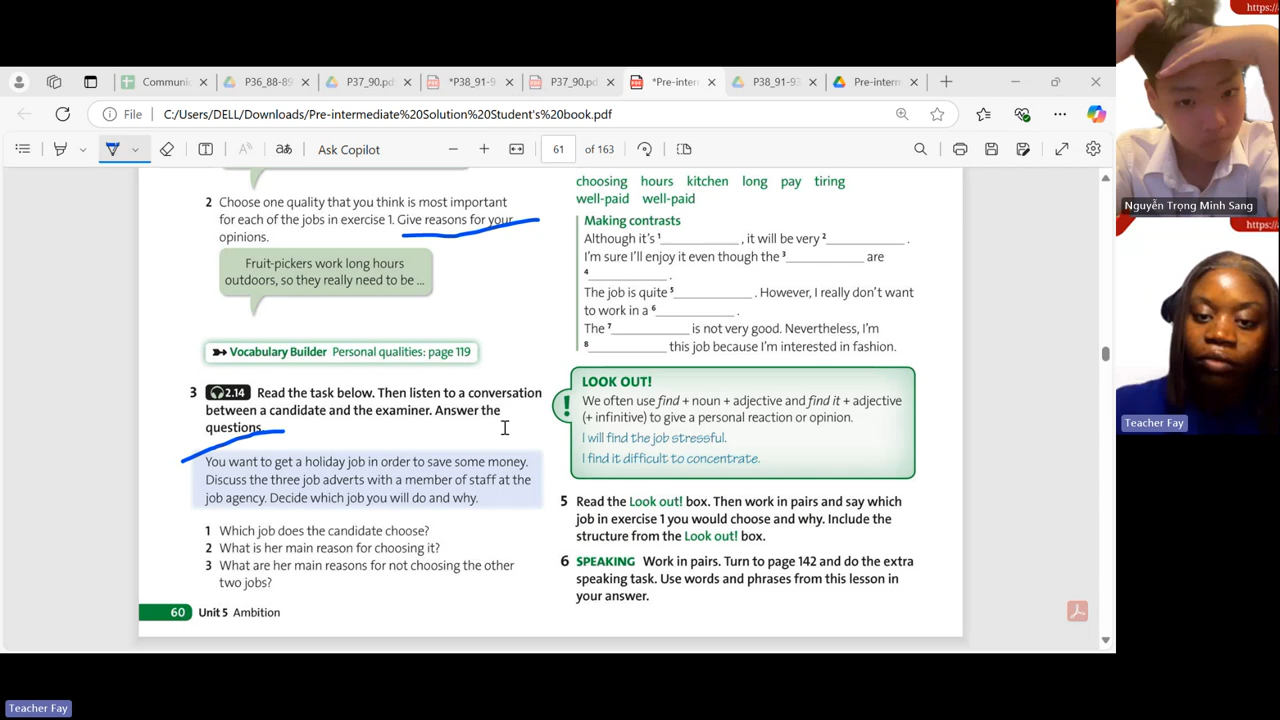 Communic
P36_88-89
P37_90.pd
*P38_91-9
P37_90.pd
*Pre-inter
P38_91-93
Pre-interm
https:/
File
C:/Users/DELL/Downloads/Pre-intermediate%20Solution%20Student's%20book.pdf
Ask Copilot
61 of 163
2 Choose one quality that you think is most important
for each of the jobs in exercise 1. Give reasons for your
opinions.
Fruit-pickers work long hours
outdoors, so they really need to be ...
Vocabulary Builder Personal qualities: page 119
3 2.14 Read the task below. Then listen to a conversation
between a candidate and the examiner. Answer the
questions.
You want to get a holiday job in order to save some money.
Discuss the three job adverts with a member of staff at the
job agency. Decide which job you will do and why.
1 Which job does the candidate choose?
2 What is her main reason for choosing it?
3 What are her main reasons for not choosing the other
two jobs?
60 Unit 5 Ambition
choosing hours kitchen long pay tiring
well-paid well-paid
Making contrasts
Although it's 1 __________, it will be very 2 __________.
I'm sure I'll enjoy it even though the 3 __________ are
4 __________.
The job is quite 5 __________. However, I really don't want
to work in a 6 __________.
The 7 __________ is not very good. Nevertheless, I'm
8 __________ this job because I'm interested in fashion.
LOOK OUT!
! We often use find + noun + adjective and find it + adjective
(+ infinitive) to give a personal reaction or opinion.
I will find the job stressful.
I find it difficult to concentrate.
5 Read the Look out! box. Then work in pairs and say which
job in exercise 1 you would choose and why. Include the
structure from the Look out! box.
6 SPEAKING Work in pairs. Turn to page 142 and do the extra
speaking task. Use words and phrases from this lesson in
your answer.
Nguyễn Trọng Minh Sang
https:/
Teacher Fay
Teacher Fay